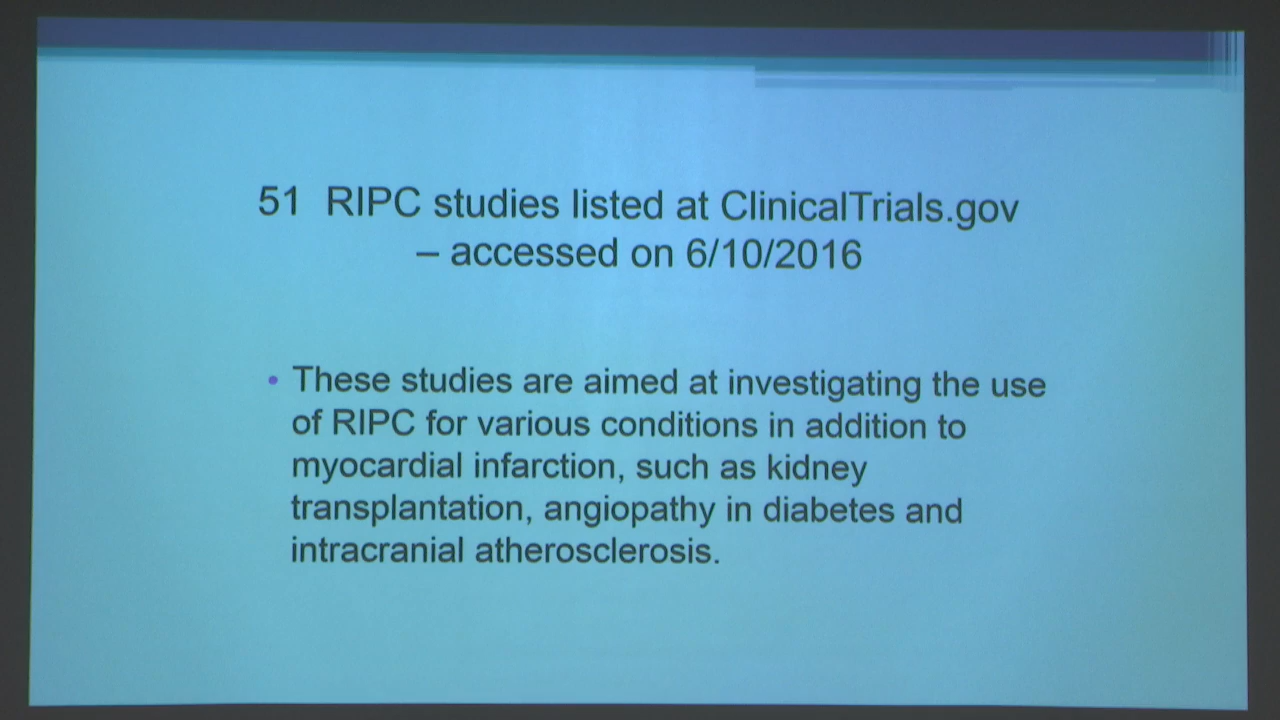 51 RIPC studies listed at ClinicalTrials.gov
– accessed on 6/10/2016
• These studies are aimed at investigating the use
of RIPC for various conditions in addition to
myocardial infarction, such as kidney
transplantation, angiopathy in diabetes and
intracranial atherosclerosis.